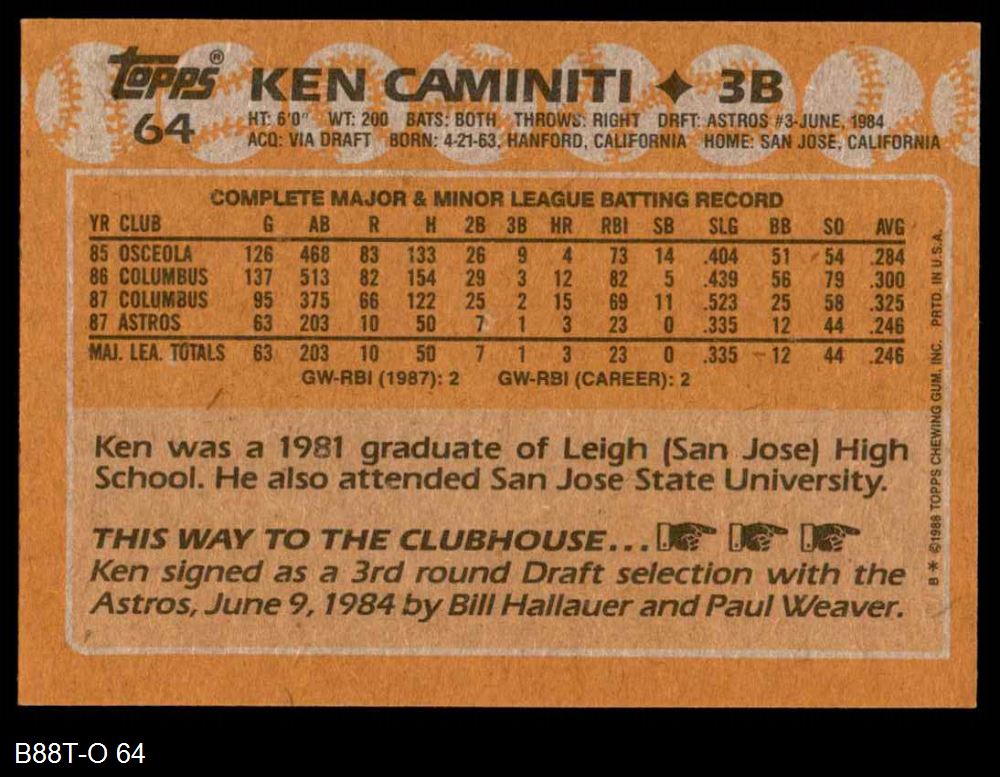 topps® KEN CAMINITI ✦ 3B
64 HT: 6'0" WT: 200 BATS: BOTH THROWS: RIGHT DRFT: ASTROS #3-JUNE, 1984
ACQ: VIA DRAFT BORN: 4-21-63, HANFORD, CALIFORNIA HOME: SAN JOSE, CALIFORNIA
COMPLETE MAJOR & MINOR LEAGUE BATTING RECORD
YR CLUB G AB R H 2B 3B HR RBI SB SLG BB SO AVG
85 OSCEOLA 126 468 83 133 26 9 4 73 14 .404 51 54 .284
86 COLUMBUS 137 513 82 154 29 3 12 82 5 .439 56 79 .300
87 COLUMBUS 95 375 66 122 25 2 15 69 11 .523 25 58 .325
87 ASTROS 63 203 10 50 7 1 3 23 0 .335 12 44 .246
MAJ. LEA. TOTALS 63 203 10 50 7 1 3 23 0 .335 12 44 .246
GW-RBI (1987): 2 GW-RBI (CAREER): 2
Ken was a 1981 graduate of Leigh (San Jose) High
School. He also attended San Jose State University.
THIS WAY TO THE CLUBHOUSE...
Ken signed as a 3rd round Draft selection with the
Astros, June 9, 1984 by Bill Hallauer and Paul Weaver.
B * ©1988 TOPPS CHEWING GUM, INC. PRTD. IN U.S.A.
B88T-O 64